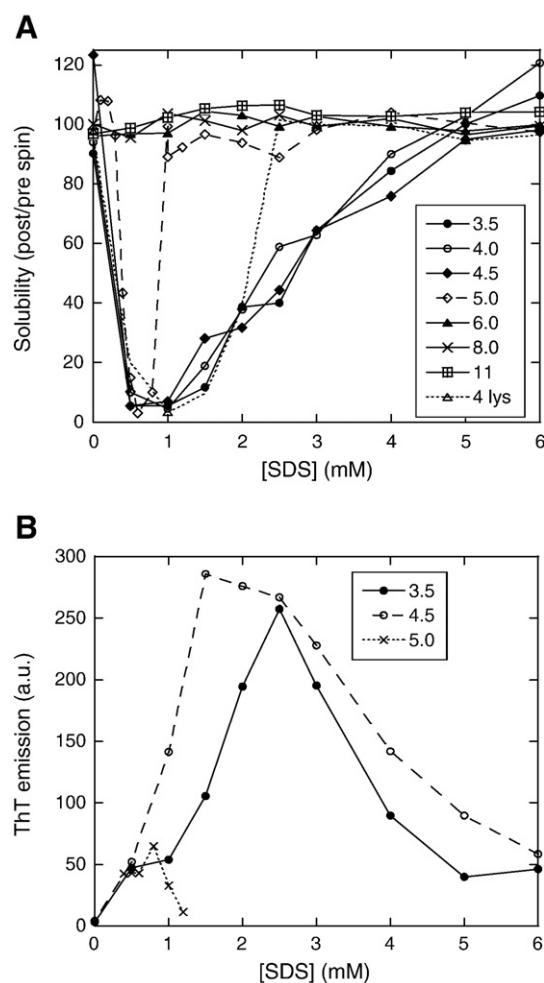 A
Solubility (post/pre spin)
120
100
80
60
40
20
0
3.5
4.0
4.5
5.0
6.0
8.0
11
4 lys
0 1 2 3 4 5 6
[SDS] (mM)
B
ThT emission (a.u.)
300
250
200
150
100
50
0
3.5
4.5
5.0
0 1 2 3 4 5 6
[SDS] (mM)